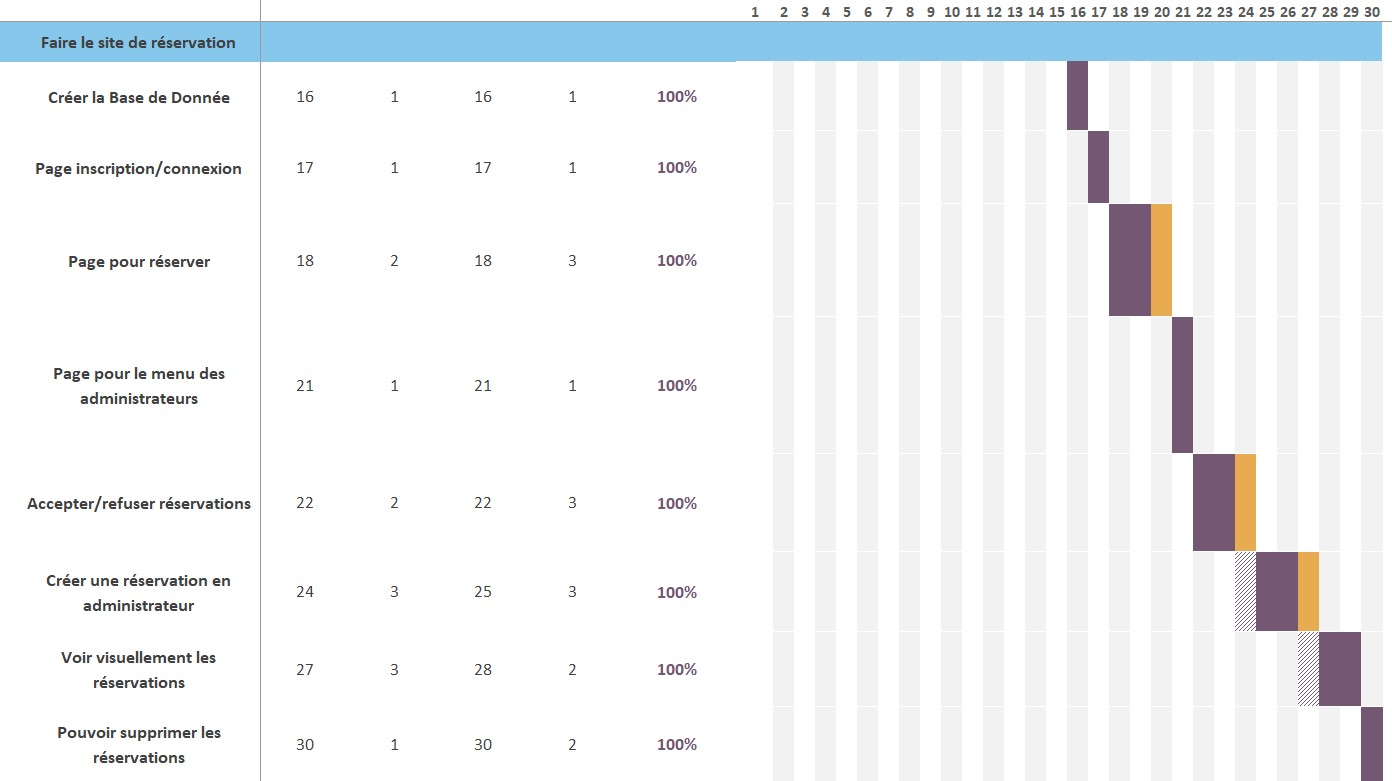 1 2 3 4 5 6 7 8 9 10 11 12 13 14 15 16 17 18 19 20 21 22 23 24 25 26 27 28 29 30
Faire le site de réservation
Créer la Base de Donnée 16 1 16 1 100%
Page inscription/connexion 17 1 17 1 100%
Page pour réserver 18 2 18 3 100%
Page pour le menu des
administrateurs 21 1 21 1 100%
Accepter/refuser réservations 22 2 22 3 100%
Créer une réservation en
administrateur 24 3 25 3 100%
Voir visuellement les
réservations 27 3 28 2 100%
Pouvoir supprimer les
réservations 30 1 30 2 100%